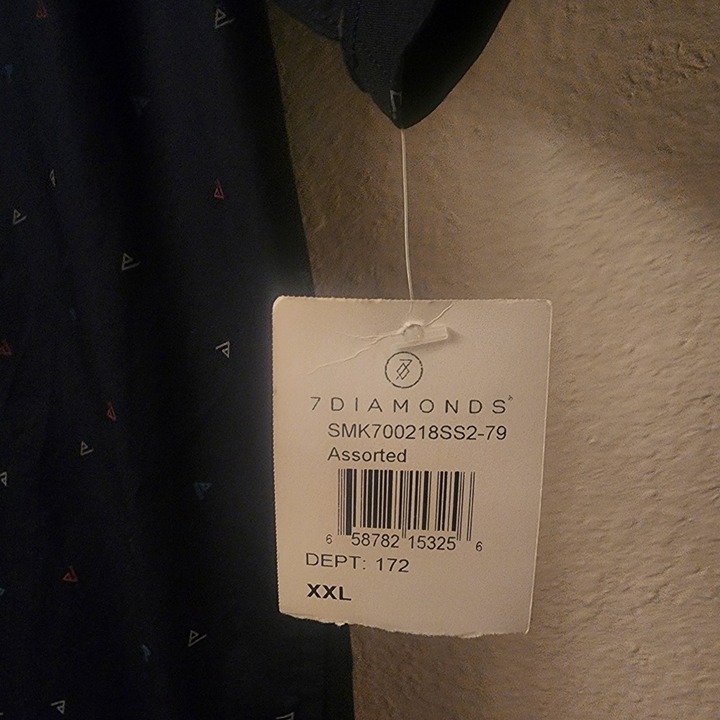 7DIAMONDS
SMK700218SS2-79
Assorted
6 58782 15325 6
DEPT: 172
XXL